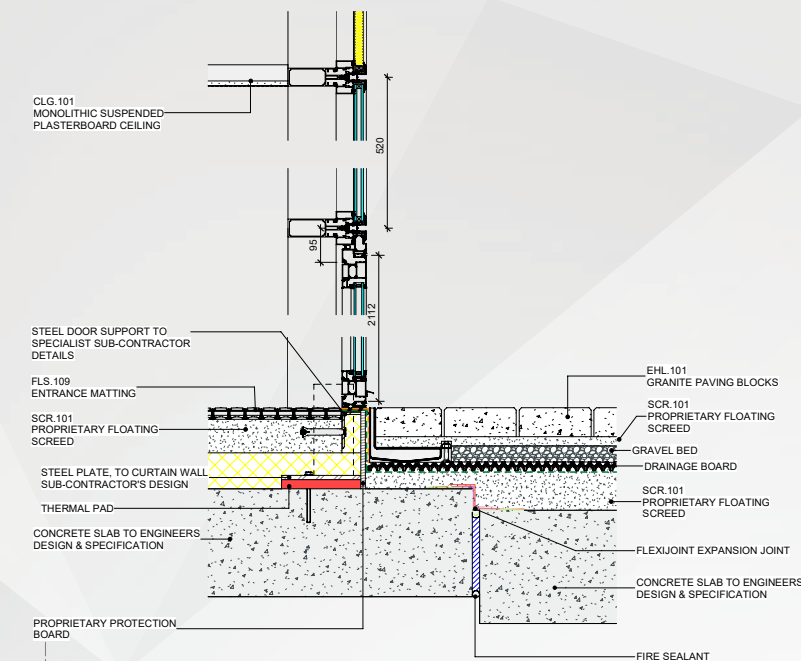 CLG.101
MONOLITHIC SUSPENDED
PLASTERBOARD CEILING
520
95
2112
STEEL DOOR SUPPORT TO
SPECIALIST SUB-CONTRACTOR
DETAILS
FLS.109
ENTRANCE MATTING
SCR.101
PROPRIETARY FLOATING
SCREED
STEEL PLATE, TO CURTAIN WALL
SUB-CONTRACTOR'S DESIGN
THERMAL PAD
CONCRETE SLAB TO ENGINEERS
DESIGN & SPECIFICATION
PROPRIETARY PROTECTION
BOARD
EHL.101
GRANITE PAVING BLOCKS
SCR.101
PROPRIETARY FLOATING
SCREED
GRAVEL BED
DRAINAGE BOARD
SCR.101
PROPRIETARY FLOATING
SCREED
FLEXIJOINT EXPANSION JOINT
CONCRETE SLAB TO ENGINEERS
DESIGN & SPECIFICATION
FIRE SEALANT